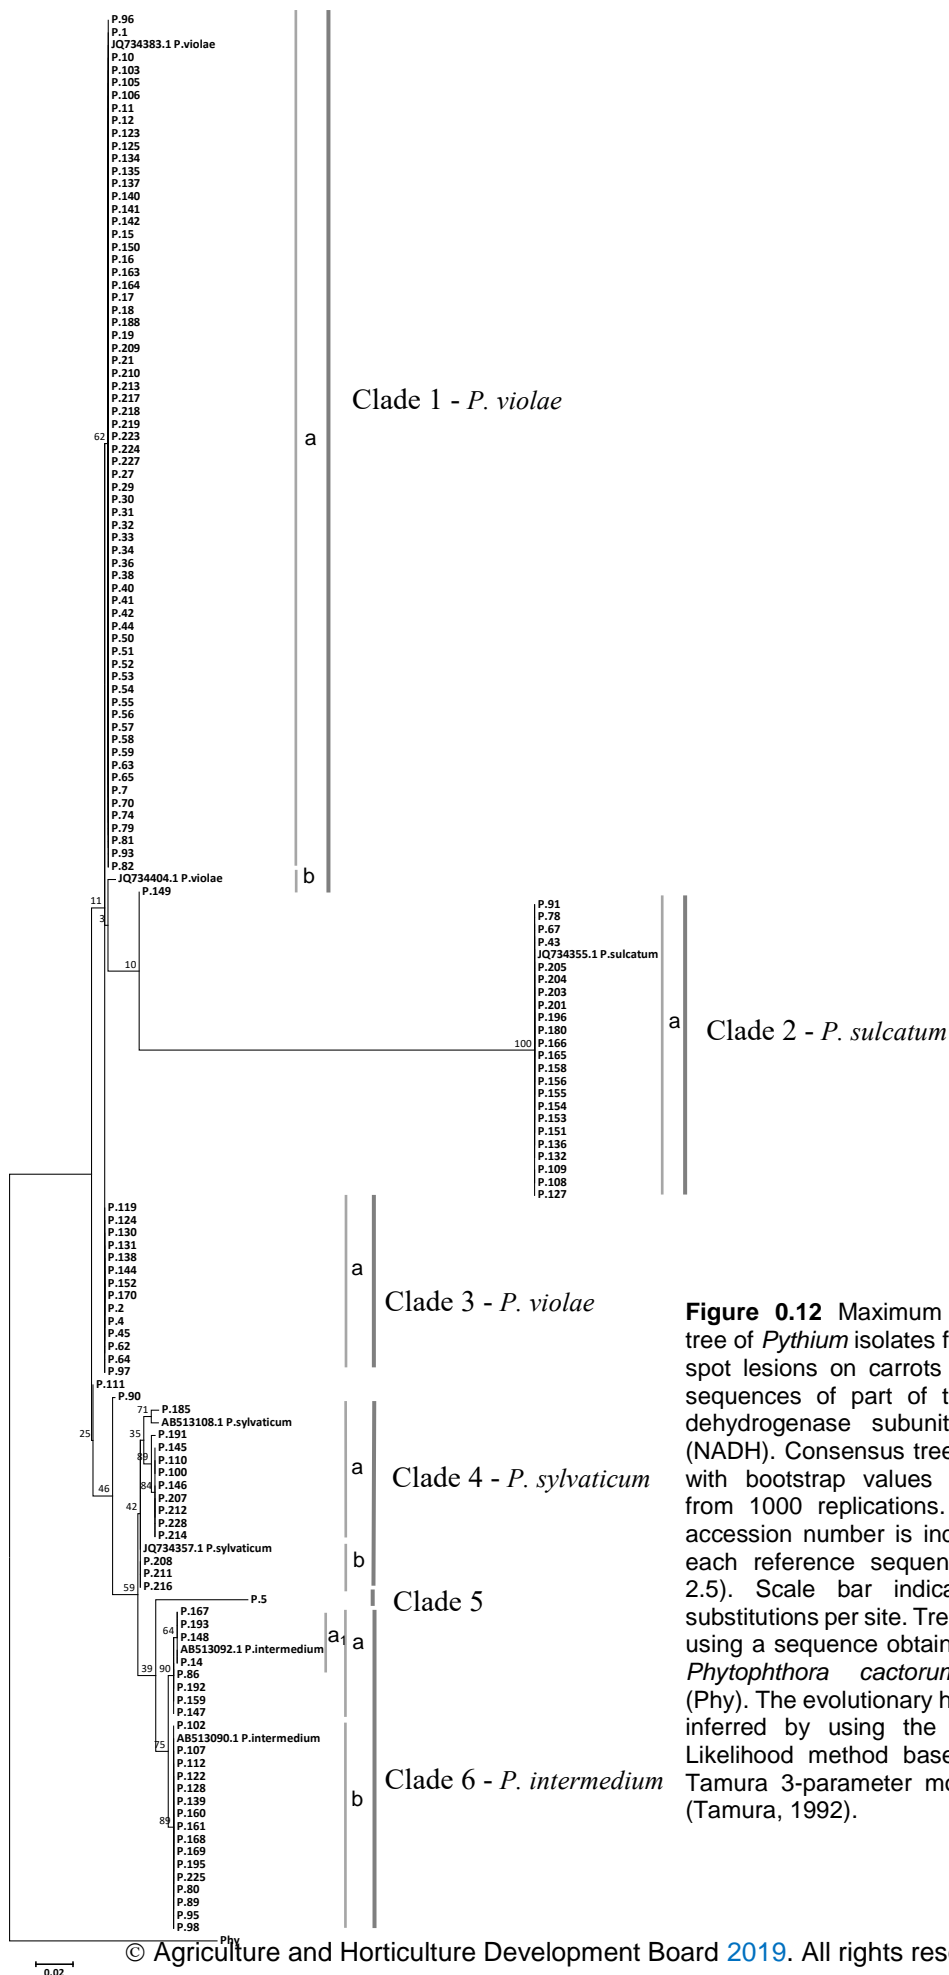 P.96
P.1
JQ734383.1 P.violae
P.10
P.103
P.105
P.106
P.11
P.12
P.123
P.125
P.134
P.135
P.137
P.140
P.141
P.142
P.15
P.150
P.16
P.163
P.164
P.17
P.18
P.188
P.19
P.209
P.21
P.210
P.213
P.217
P.218
P.219
P.223
P.224
P.227
P.27
P.29
P.30
P.31
P.32
P.33
P.34
P.36
P.38
P.40
P.41
P.42
P.44
P.50
P.51
P.52
P.53
P.54
P.55
P.56
P.57
P.58
P.59
P.63
P.65
P.7
P.70
P.74
P.79
P.81
P.93
P.82
62
a
Clade 1 - P. violae
JQ734404.1 P.violae
b
P.149
11
3
10
P.91
P.78
P.67
P.43
JQ734355.1 P.sulcatum
P.205
P.204
P.203
P.201
P.196
P.180
P.166
P.165
P.158
P.156
P.155
P.154
P.153
P.151
P.136
P.132
P.109
P.108
P.127
100
a
Clade 2 - P. sulcatum
P.119
P.124
P.130
P.131
P.138
P.144
P.152
P.170
P.2
P.4
P.45
P.62
P.64
P.97
a
Clade 3 - P. violae
P.111
P.90
25
46
71
P.185
AB513108.1 P.sylvaticum
35
P.191
P.145
89
P.110
P.100
84
P.146
P.207
P.212
P.228
P.214
42
JQ734357.1 P.sylvaticum
P.208
P.211
P.216
59
a
b
Clade 4 - P. sylvaticum
P.5
Clade 5
P.167
P.193
64
P.148
AB513092.1 P.intermedium
P.14
39
90
P.86
P.192
P.159
P.147
a1
a
P.102
AB513090.1 P.intermedium
75
P.107
P.112
P.122
P.128
P.139
P.160
89
P.161
P.168
P.169
P.195
P.225
P.80
P.89
P.95
P.98
b
Clade 6 - P. intermedium
Phy
0.02
Figure 0.12 Maximum
tree of Pythium isolates f
spot lesions on carrots
sequences of part of t
dehydrogenase subunit
(NADH). Consensus tree
with bootstrap values
from 1000 replications.
accession number is inc
each reference sequen
2.5). Scale bar indica
substitutions per site. Tre
using a sequence obtain
Phytophthora cactorum
(Phy). The evolutionary h
inferred by using the
Likelihood method base
Tamura 3-parameter mo
(Tamura, 1992).
© Agriculture and Horticulture Development Board 2019. All rights res